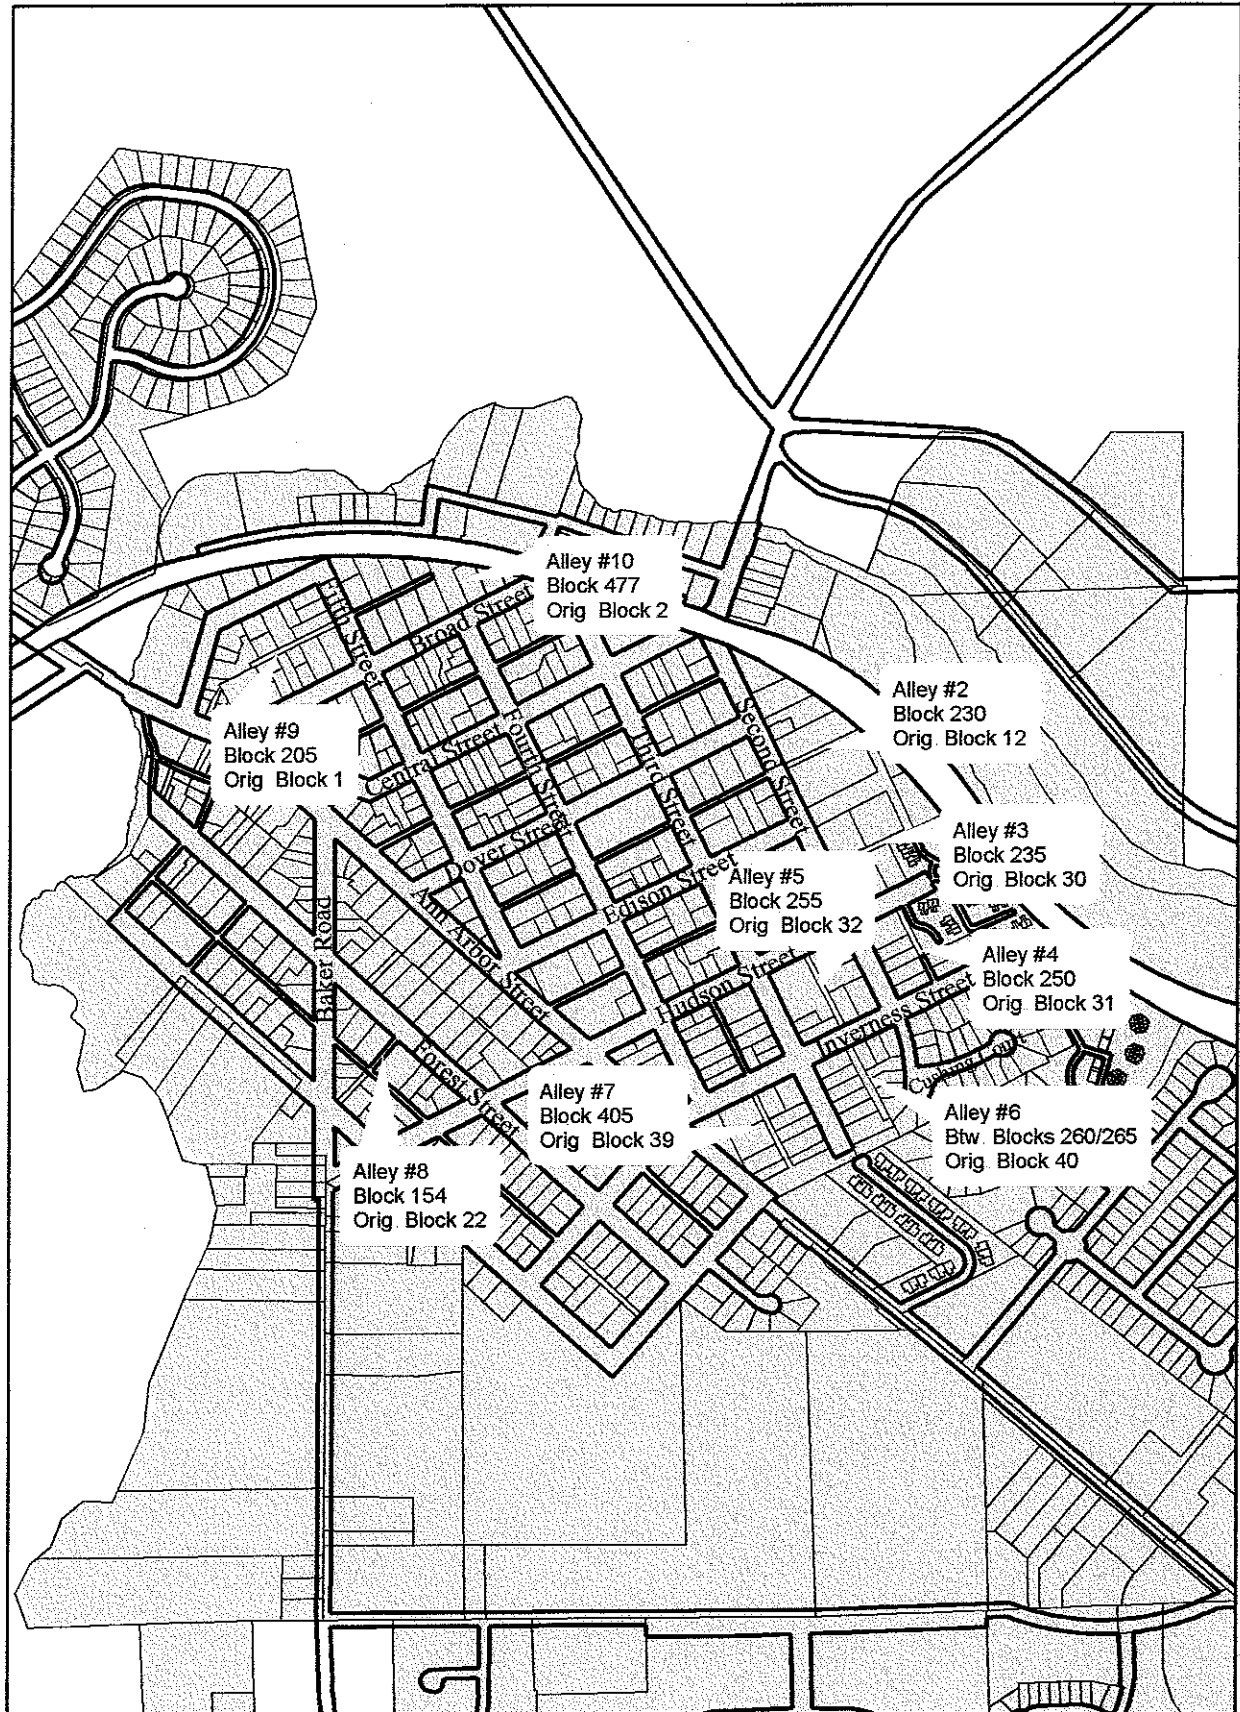 Alley #10
Block 477
Orig. Block 2
Fifth Street
Broad Street
Alley #2
Block 230
Orig. Block 12
Alley #9
Block 205
Orig. Block 1
Central Street
Fourth Street
Third Street
Second Street
Dover Street
Alley #3
Block 235
Orig. Block 30
Alley #5
Block 255
Orig. Block 32
Edison Street
Ann Arbor Street
Baker Road
Hudson Street
Alley #4
Block 250
Orig. Block 31
Inverness Street
Cushing Court
Forest Street
Alley #7
Block 405
Orig. Block 39
Alley #6
Btw. Blocks 260/265
Orig. Block 40
Alley #8
Block 154
Orig. Block 22